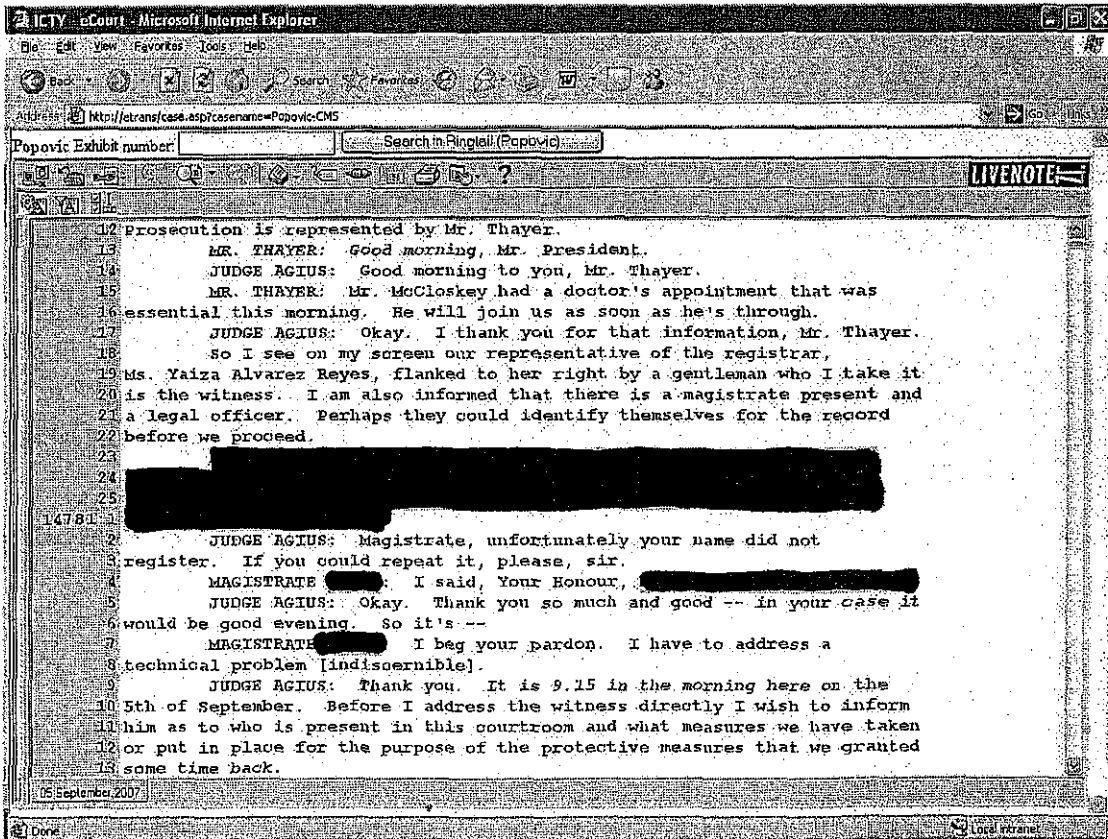 ICTY - eCourt - Microsoft Internet Explorer
File Edit View Favorites Tools Help
Back Search Favorites
Address http://etrans/case.asp?casename=Popovic-CMS Go Links
Popovic Exhibit number: Search in Ringtail (Popovic)
LIVENOTE
12 Prosecution is represented by Mr. Thayer.
13 MR. THAYER: Good morning, Mr. President.
14 JUDGE AGIUS: Good morning to you, Mr. Thayer.
15 MR. THAYER: Mr. McCloskey had a doctor's appointment that was
16 essential this morning. He will join us as soon as he's through.
17 JUDGE AGIUS: Okay. I thank you for that information, Mr. Thayer.
18 So I see on my screen our representative of the registrar,
19 Ms. Yaiza Alvarez Reyes, flanked to her right by a gentleman who I take it
20 is the witness. I am also informed that there is a magistrate present and
21 a legal officer. Perhaps they could identify themselves for the record
22 before we proceed.
23
24
25
14781:1
2 JUDGE AGIUS: Magistrate, unfortunately your name did not
3 register. If you could repeat it, please, sir.
4 MAGISTRATE : I said, Your Honour,
5 JUDGE AGIUS: Okay. Thank you so much and good -- in your case it
6 would be good evening. So it's --
7 MAGISTRATE I beg your pardon. I have to address a
8 technical problem [indiscernible].
9 JUDGE AGIUS: Thank you. It is 9.15 in the morning here on the
10 5th of September. Before I address the witness directly I wish to inform
11 him as to who is present in this courtroom and what measures we have taken
12 or put in place for the purpose of the protective measures that we granted
13 some time back.
05 September 2007
Done Local intranet